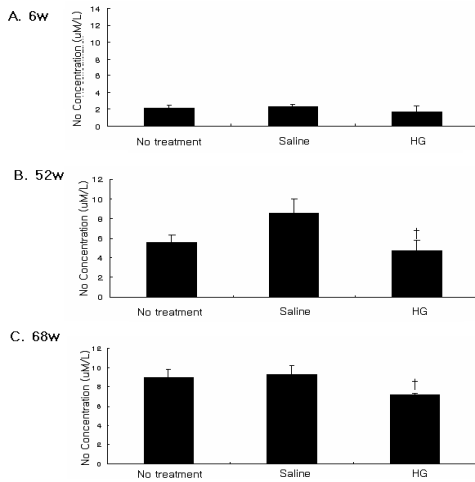 A. 6w
No Concentration (uM/L)
14
12
10
8
6
4
2
0
No treatment Saline HG
B. 52w
No Concentration (uM/L)
12
10
8
6
4
2
0
†
No treatment Saline HG
C. 68w
No Concentration (uM/L)
12
10
8
6
4
2
0
†
No treatment Saline HG